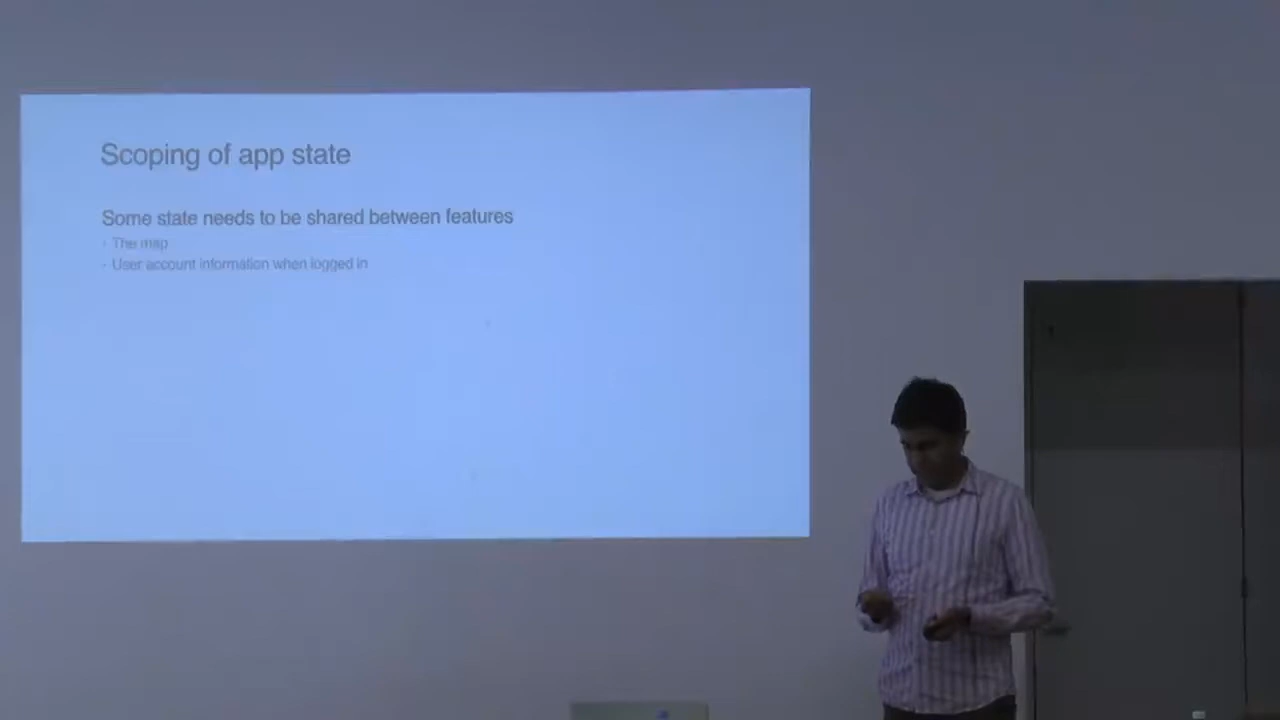 Scoping of app state
Some state needs to be shared between features
- The map
- User account information when logged in